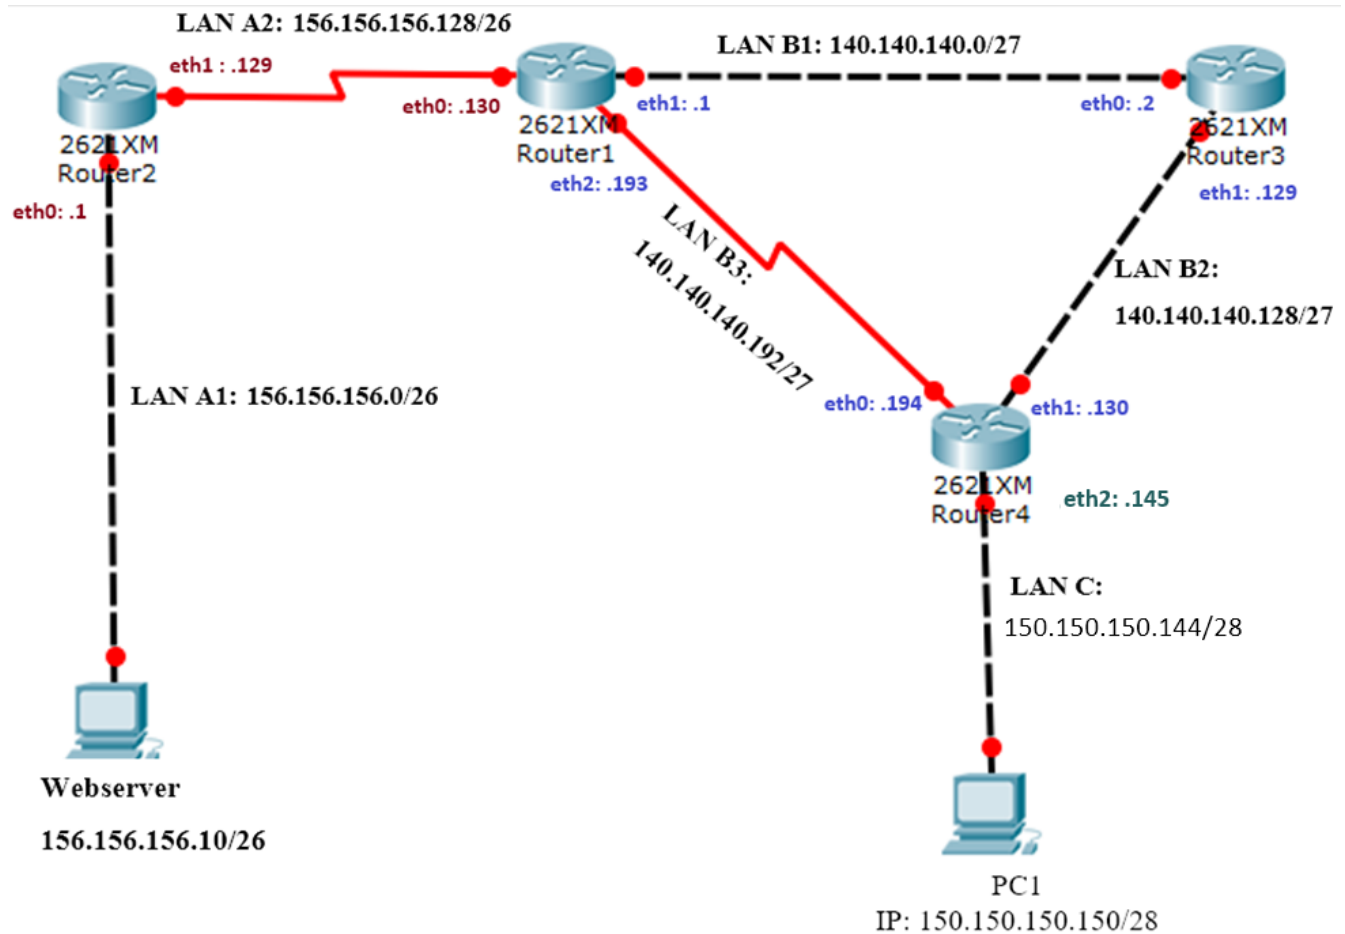 LAN A2: 156.156.156.128/26
eth1 : .129
2621XM
Router2
eth0: .1
eth0: .130
2621XM
Router1
eth1: .1
eth2: .193
LAN B1: 140.140.140.0/27
eth0: .2
2621XM
Router3
eth1: .129
LAN B3:
140.140.140.192/27
LAN B2:
140.140.140.128/27
LAN A1: 156.156.156.0/26
eth0: .194
eth1: .130
2621XM
Router4
eth2: .145
LAN C:
150.150.150.144/28
Webserver
156.156.156.10/26
PC1
IP: 150.150.150.150/28